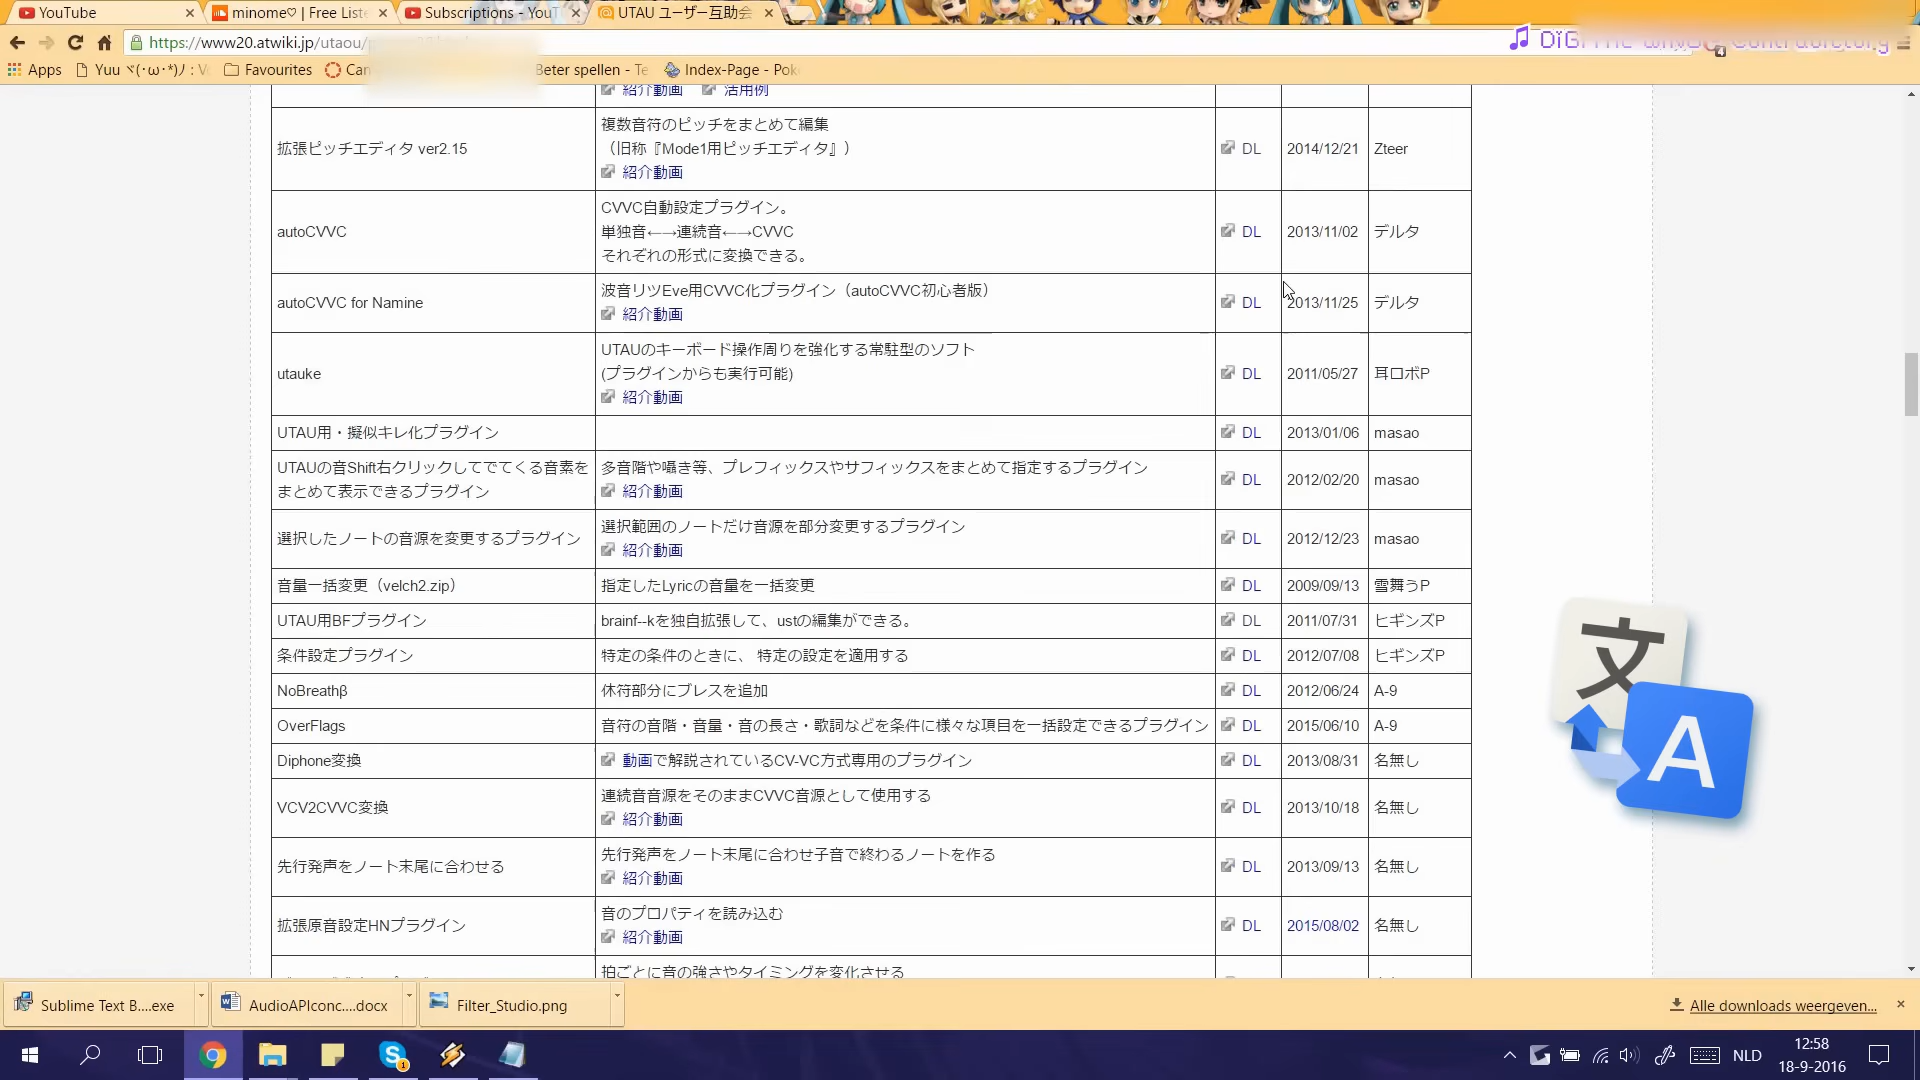 YouTube
minome♡ | Free Liste
Subscriptions - YouT
UTAU ユーザー互助会
https://www20.atwiki.jp/utaou/
Apps
Yuu ヾ(･ω･*)ﾉ : V
Favourites
Can
Beter spellen - Te
Index-Page - Pok
紹介動画 活用例
拡張ピッチエディタ ver2.15
複数音符のピッチをまとめて編集
（旧称『Mode1用ピッチエディタ』）
紹介動画
DL
2014/12/21
Zteer
autoCVVC
CVVC自動設定プラグイン。
単独音←→連続音←→CVVC
それぞれの形式に変換できる。
DL
2013/11/02
デルタ
autoCVVC for Namine
波音リツEve用CVVC化プラグイン（autoCVVC初心者版）
紹介動画
DL
2013/11/25
デルタ
utauke
UTAUのキーボード操作周りを強化する常駐型のソフト
(プラグインからも実行可能)
紹介動画
DL
2011/05/27
耳ロボP
UTAU用・擬似キレ化プラグイン
DL
2013/01/06
masao
UTAUの音Shift右クリックしてでてくる音素を
まとめて表示できるプラグイン
多音階や囁き等、プレフィックスやサフィックスをまとめて指定するプラグイン
紹介動画
DL
2012/02/20
masao
選択したノートの音源を変更するプラグイン
選択範囲のノートだけ音源を部分変更するプラグイン
紹介動画
DL
2012/12/23
masao
音量一括変更（velch2.zip）
指定したLyricの音量を一括変更
DL
2009/09/13
雪舞うP
UTAU用BFプラグイン
brainf--kを独自拡張して、ustの編集ができる。
DL
2011/07/31
ヒギンズP
条件設定プラグイン
特定の条件のときに、 特定の設定を適用する
DL
2012/07/08
ヒギンズP
NoBreathβ
休符部分にブレスを追加
DL
2012/06/24
A-9
OverFlags
音符の音階・音量・音の長さ・歌詞などを条件に様々な項目を一括設定できるプラグイン
DL
2015/06/10
A-9
Diphone変換
動画で解説されているCV-VC方式専用のプラグイン
DL
2013/08/31
名無し
VCV2CVVC変換
連続音音源をそのままCVVC音源として使用する
紹介動画
DL
2013/10/18
名無し
先行発声をノート末尾に合わせる
先行発声をノート末尾に合わせ子音で終わるノートを作る
紹介動画
DL
2013/09/13
名無し
拡張原音設定HNプラグイン
音のプロパティを読み込む
紹介動画
DL
2015/08/02
名無し
拍ごとに音の強さやタイミングを変化させる
文
A
Sublime Text B....exe
AudioAPIconc....docx
Filter_Studio.png
Alle downloads weergeven...
NLD
12:58
18-9-2016